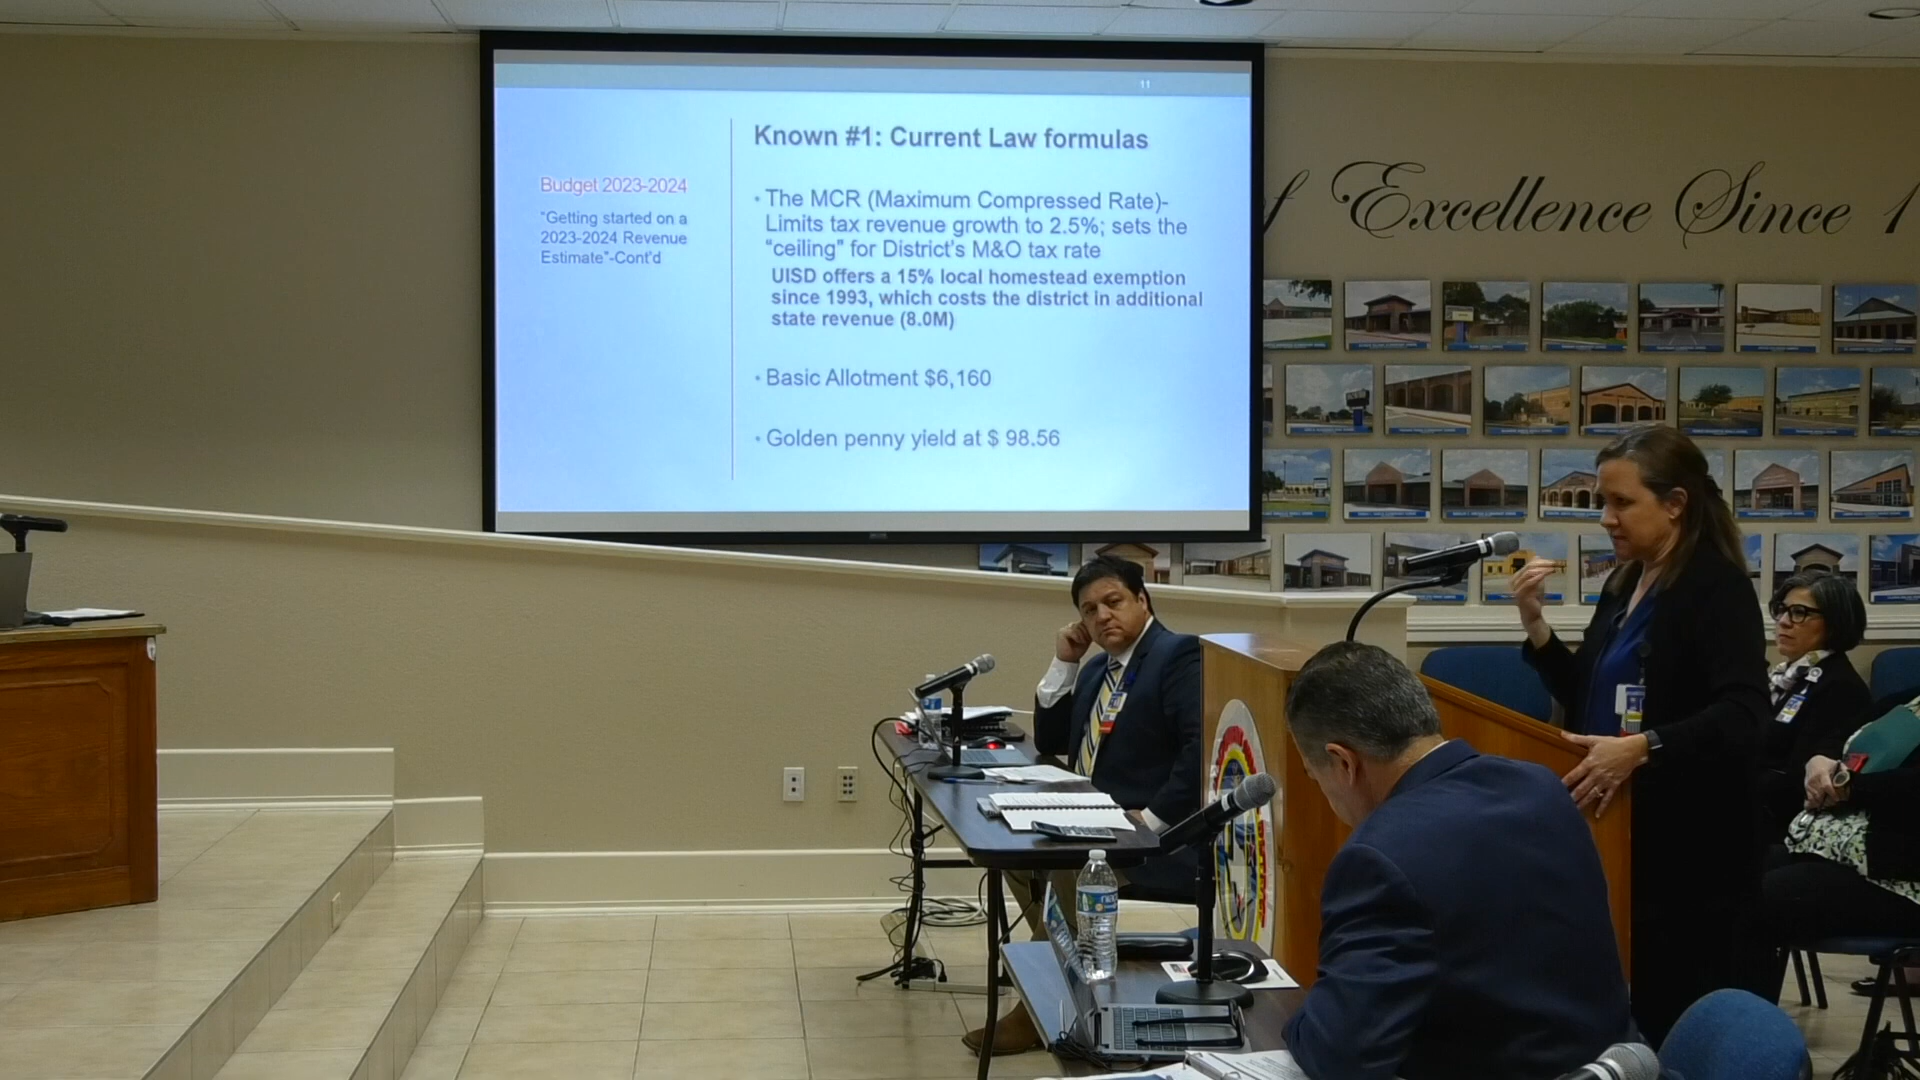 11
Known #1: Current Law formulas
Budget 2023-2024
"Getting started on a
2023-2024 Revenue
Estimate"-Cont'd
• The MCR (Maximum Compressed Rate)-
Limits tax revenue growth to 2.5%; sets the
"ceiling" for District's M&O tax rate
UISD offers a 15% local homestead exemption
since 1993, which costs the district in additional
state revenue (8.0M)
• Basic Allotment $6,160
• Golden penny yield at $ 98.56
f Excellence Since 1